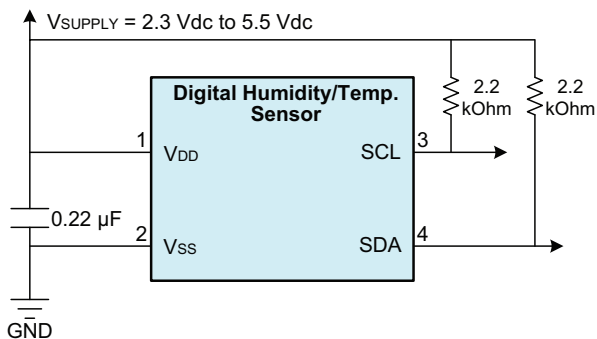 VSUPPLY = 2.3 Vdc to 5.5 Vdc
Digital Humidity/Temp.
Sensor
2.2
kOhm
2.2
kOhm
1
VDD
SCL
3
0.22 µF
2
VSS
SDA
4
GND